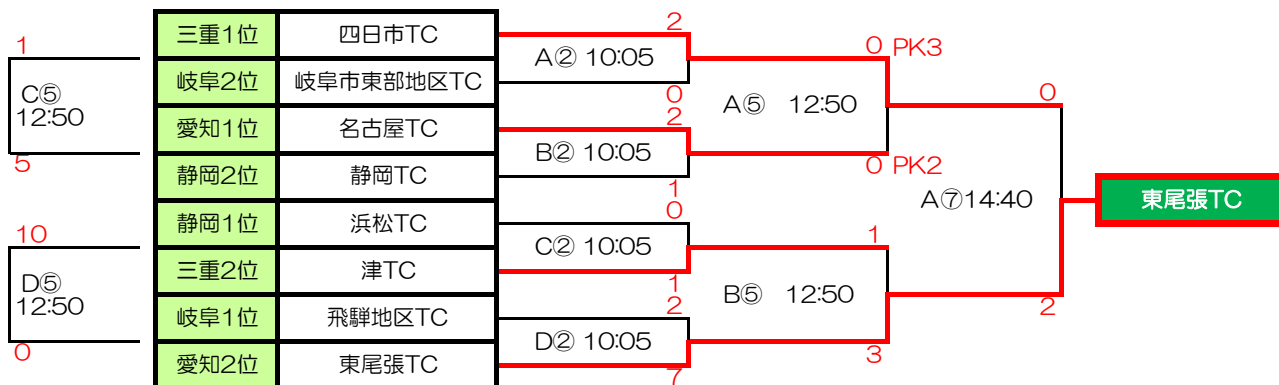 三重1位 四日市TC
岐阜2位 岐阜市東部地区TC
愛知1位 名古屋TC
静岡2位 静岡TC
静岡1位 浜松TC
三重2位 津TC
岐阜1位 飛騨地区TC
愛知2位 東尾張TC
1
C⑤
12:50
5
10
D⑤
12:50
0
2
A② 10:05
0
2
B② 10:05
1
0
C② 10:05
1
2
D② 10:05
7
0 PK3
A⑤ 12:50
0 PK2
1
B⑤ 12:50
3
0
A⑦14:40
2
東尾張TC